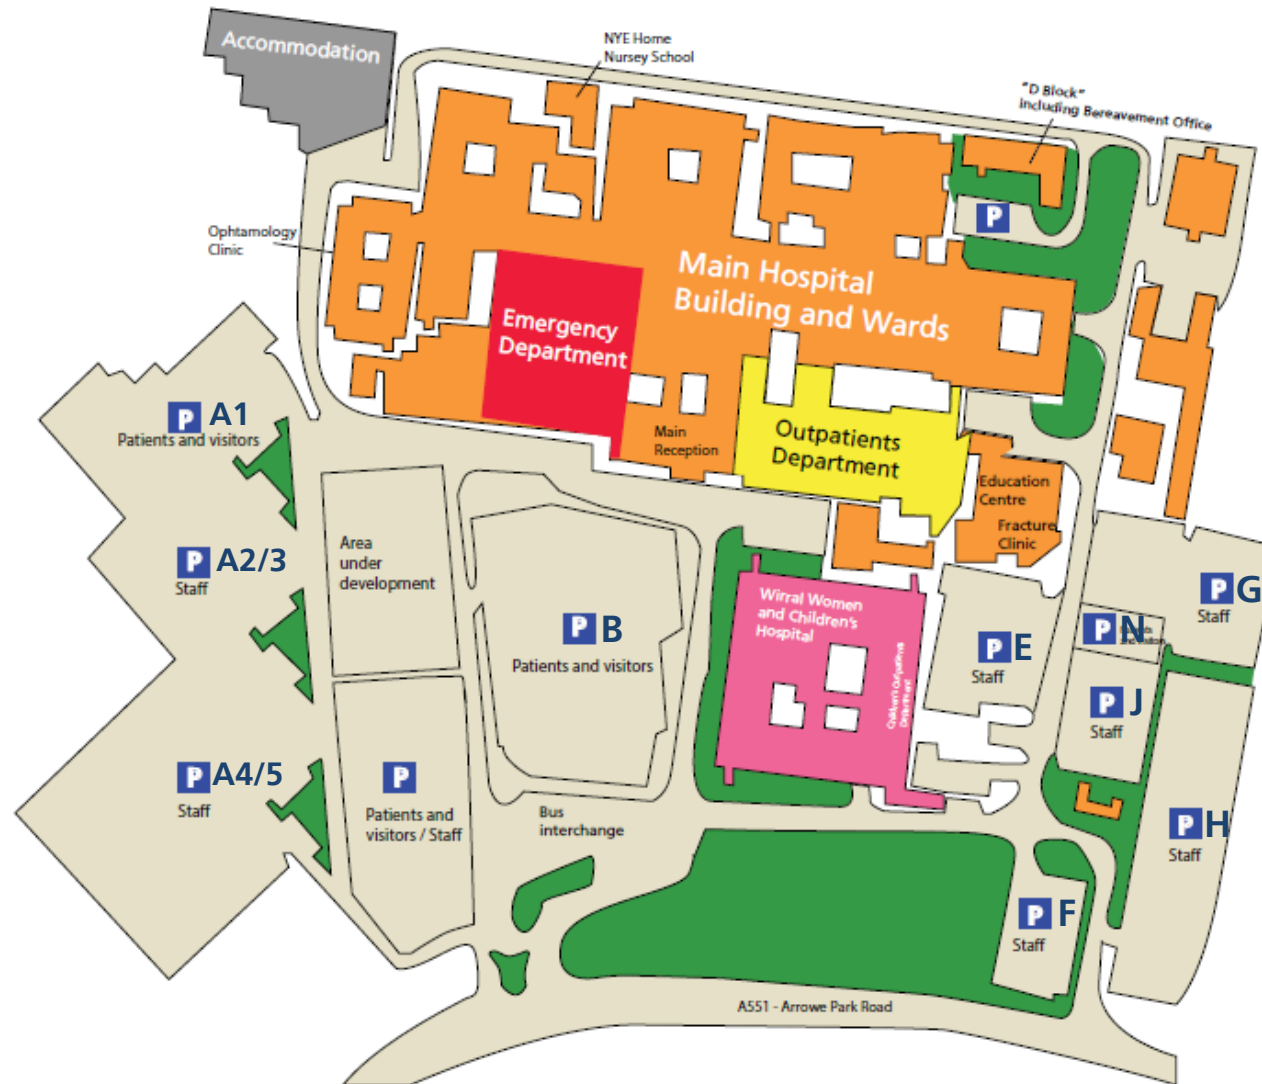 Accommodation
NYE Home
Nursey School
"D Block"
including Bereavement Office
P
Ophtamology
Clinic
Main Hospital
Building and Wards
Emergency
Department
P A1
Patients and visitors
Main
Reception
Outpatients
Department
Education
Centre
Fracture
Clinic
Area
under
development
P A2/3
Staff
P B
Patients and visitors
Wirral Women
and Children's
Hospital
Children's Outpatients
Department
P E
Staff
P G
Staff
P N
P J
Staff
P A4/5
Staff
P
Patients and
visitors / Staff
Bus
interchange
P H
Staff
P F
Staff
A551 - Arrowe Park Road